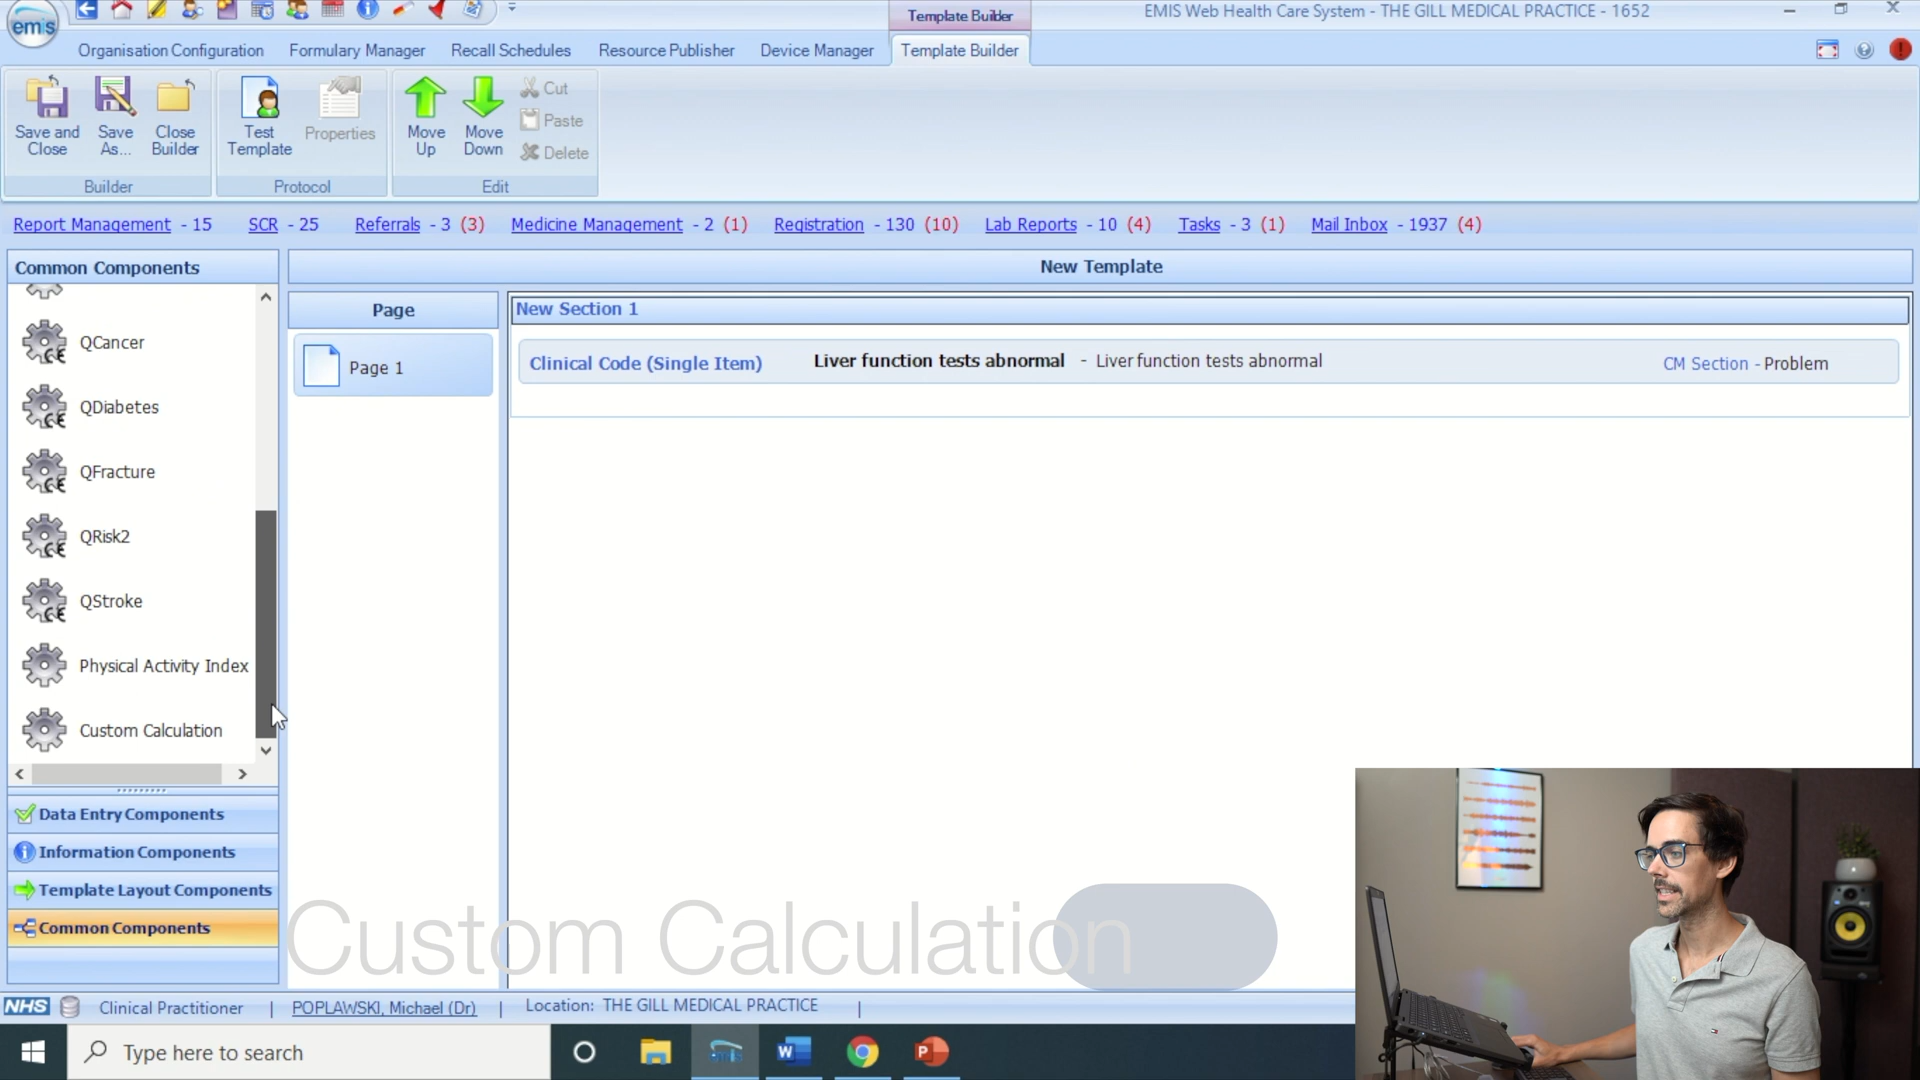 emis
Template Builder
EMIS Web Health Care System - THE GILL MEDICAL PRACTICE - 1652
Organisation Configuration
Formulary Manager
Recall Schedules
Resource Publisher
Device Manager
Template Builder
Save and Close
Save As...
Close Builder
Test Template
Properties
Move Up
Move Down
Cut
Paste
Delete
Builder
Protocol
Edit
Report Management - 15
SCR - 25
Referrals - 3 (3)
Medicine Management - 2 (1)
Registration - 130 (10)
Lab Reports - 10 (4)
Tasks - 3 (1)
Mail Inbox - 1937 (4)
Common Components
New Template
Page
New Section 1
Page 1
Clinical Code (Single Item)
Liver function tests abnormal - Liver function tests abnormal
CM Section - Problem
QCancer
QDiabetes
QFracture
QRisk2
QStroke
Physical Activity Index
Custom Calculation
Data Entry Components
Information Components
Template Layout Components
Common Components
Custom Calculation
NHS
Clinical Practitioner
POPLAWSKI, Michael (Dr)
Location: THE GILL MEDICAL PRACTICE
Type here to search